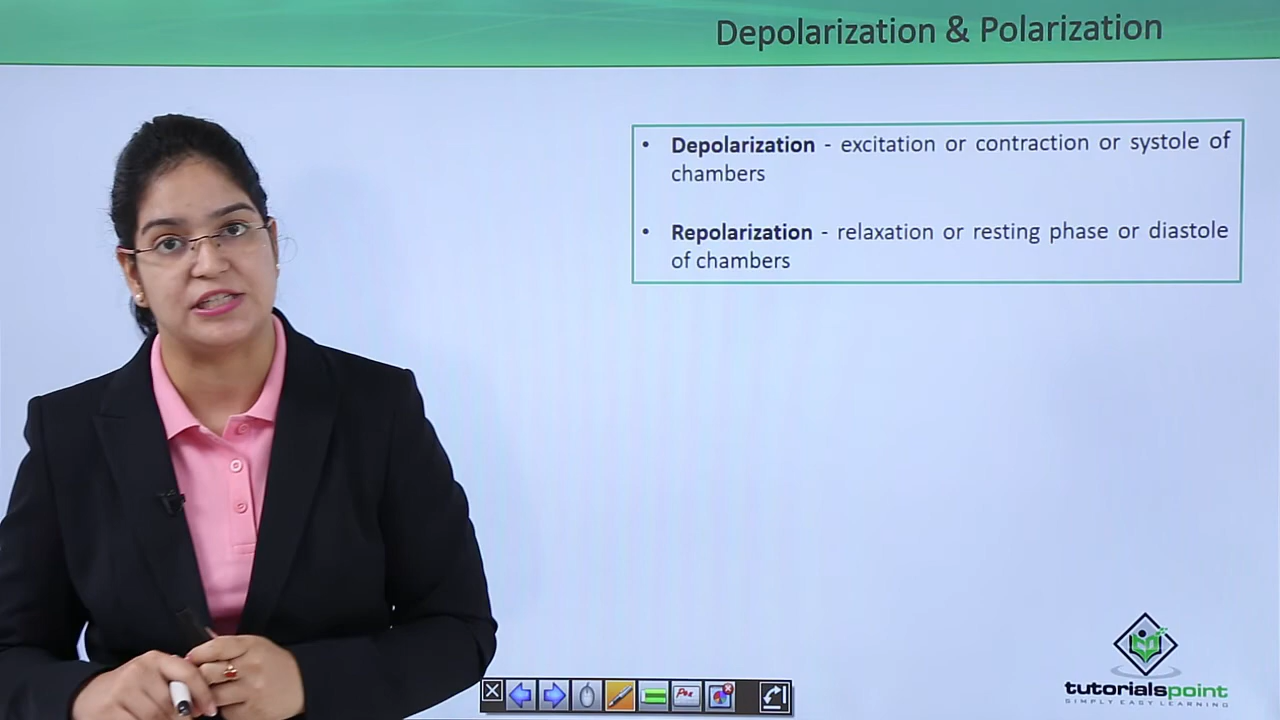 Depolarization & Polarization
• Depolarization - excitation or contraction or systole of
chambers
• Repolarization - relaxation or resting phase or diastole
of chambers
Pen
tutorialspoint
SIMPLY EASY LEARNING